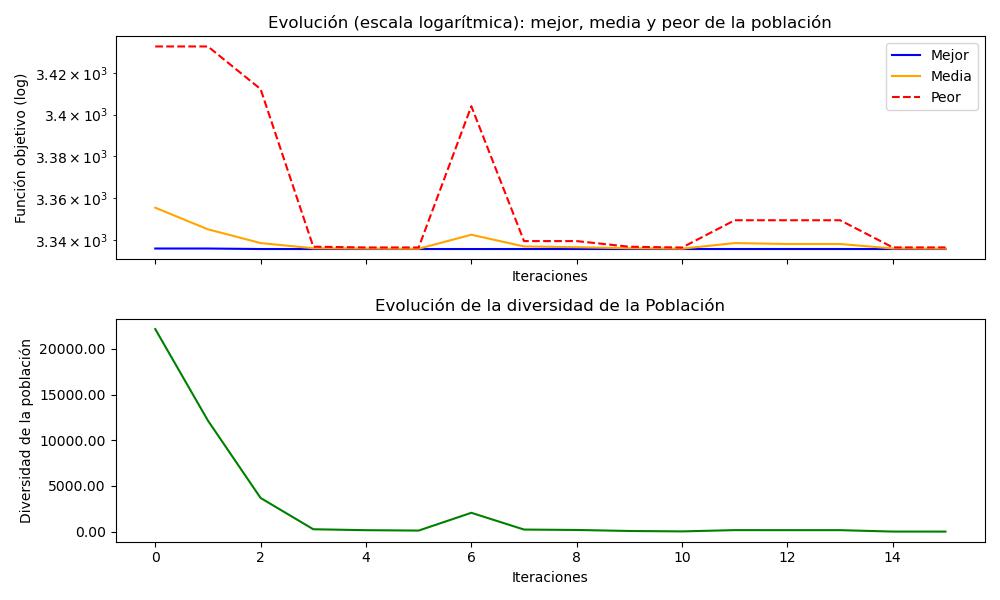 Evolución (escala logarítmica): mejor, media y peor de la población
Función objetivo (log)
3.42 × 10³
3.4 × 10³
3.38 × 10³
3.36 × 10³
3.34 × 10³
Mejor
Media
Peor
Iteraciones
Evolución de la diversidad de la Población
Diversidad de la población
20000.00
15000.00
10000.00
5000.00
0.00
0 2 4 6 8 10 12 14
Iteraciones